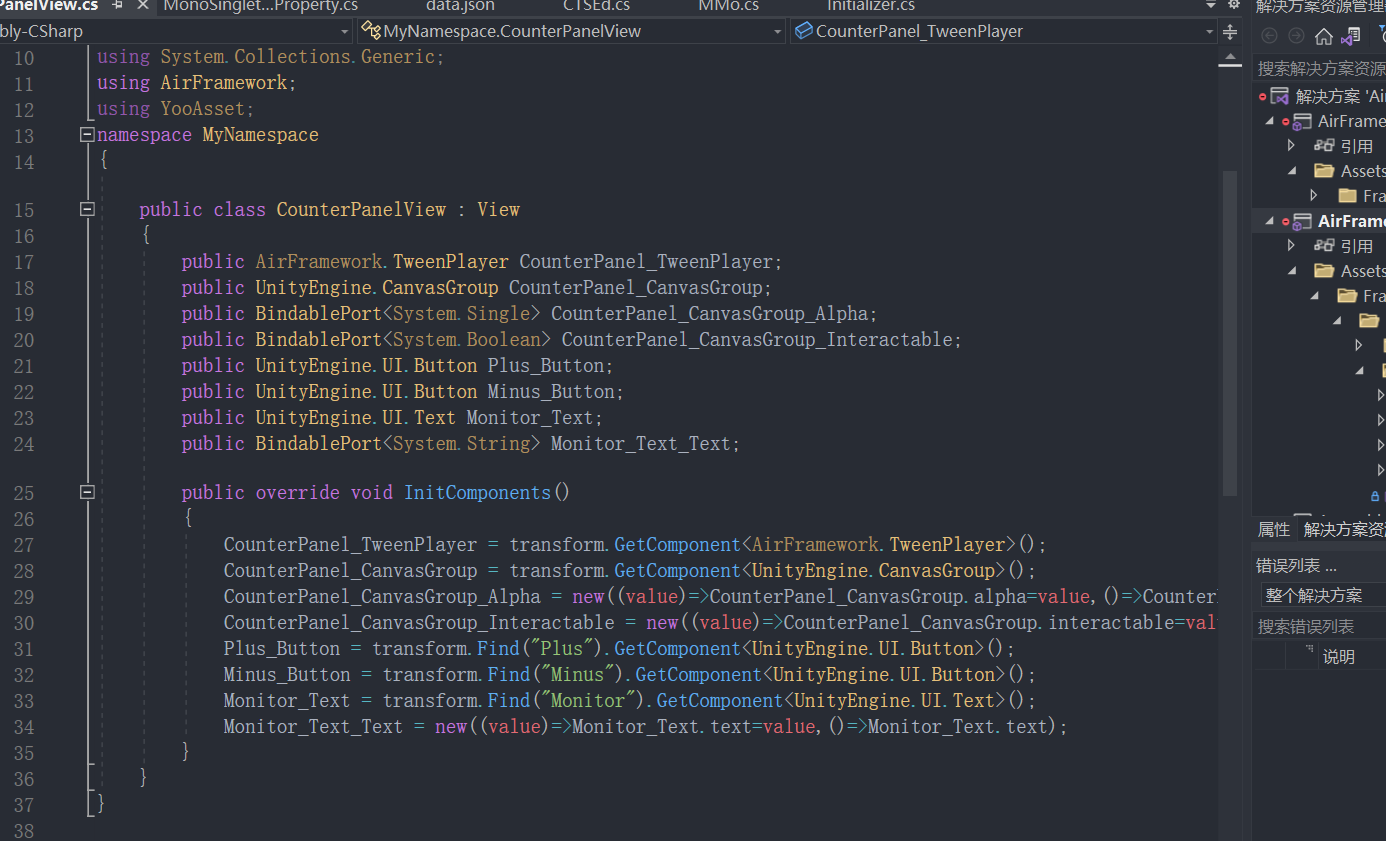 PanelView.cs
MonoSinglet...Property.cs
data.json
CTSEd.cs
MMo.cs
Initializer.cs
解决方案资源管理
bly-CSharp
MyNamespace.CounterPanelView
CounterPanel_TweenPlayer
搜索解决方案资源
10 using System.Collections.Generic;
11 using AirFramework;
12 using YooAsset;
13 namespace MyNamespace
14 {
15 public class CounterPanelView : View
16 {
17 public AirFramework.TweenPlayer CounterPanel_TweenPlayer;
18 public UnityEngine.CanvasGroup CounterPanel_CanvasGroup;
19 public BindablePort<System.Single> CounterPanel_CanvasGroup_Alpha;
20 public BindablePort<System.Boolean> CounterPanel_CanvasGroup_Interactable;
21 public UnityEngine.UI.Button Plus_Button;
22 public UnityEngine.UI.Button Minus_Button;
23 public UnityEngine.UI.Text Monitor_Text;
24 public BindablePort<System.String> Monitor_Text_Text;
25 public override void InitComponents()
26 {
27 CounterPanel_TweenPlayer = transform.GetComponent<AirFramework.TweenPlayer>();
28 CounterPanel_CanvasGroup = transform.GetComponent<UnityEngine.CanvasGroup>();
29 CounterPanel_CanvasGroup_Alpha = new((value)=>CounterPanel_CanvasGroup.alpha=value,()=>Counterl
30 CounterPanel_CanvasGroup_Interactable = new((value)=>CounterPanel_CanvasGroup.interactable=val
31 Plus_Button = transform.Find("Plus").GetComponent<UnityEngine.UI.Button>();
32 Minus_Button = transform.Find("Minus").GetComponent<UnityEngine.UI.Button>();
33 Monitor_Text = transform.Find("Monitor").GetComponent<UnityEngine.UI.Text>();
34 Monitor_Text_Text = new((value)=>Monitor_Text.text=value,()=>Monitor_Text.text);
35 }
36 }
37 }
38
解决方案 'Ai
AirFrame
引用
Assets
Fra
AirFrame
引用
Assets
Fra
属性 解决方案资源
错误列表 ...
整个解决方案
搜索错误列表
说明